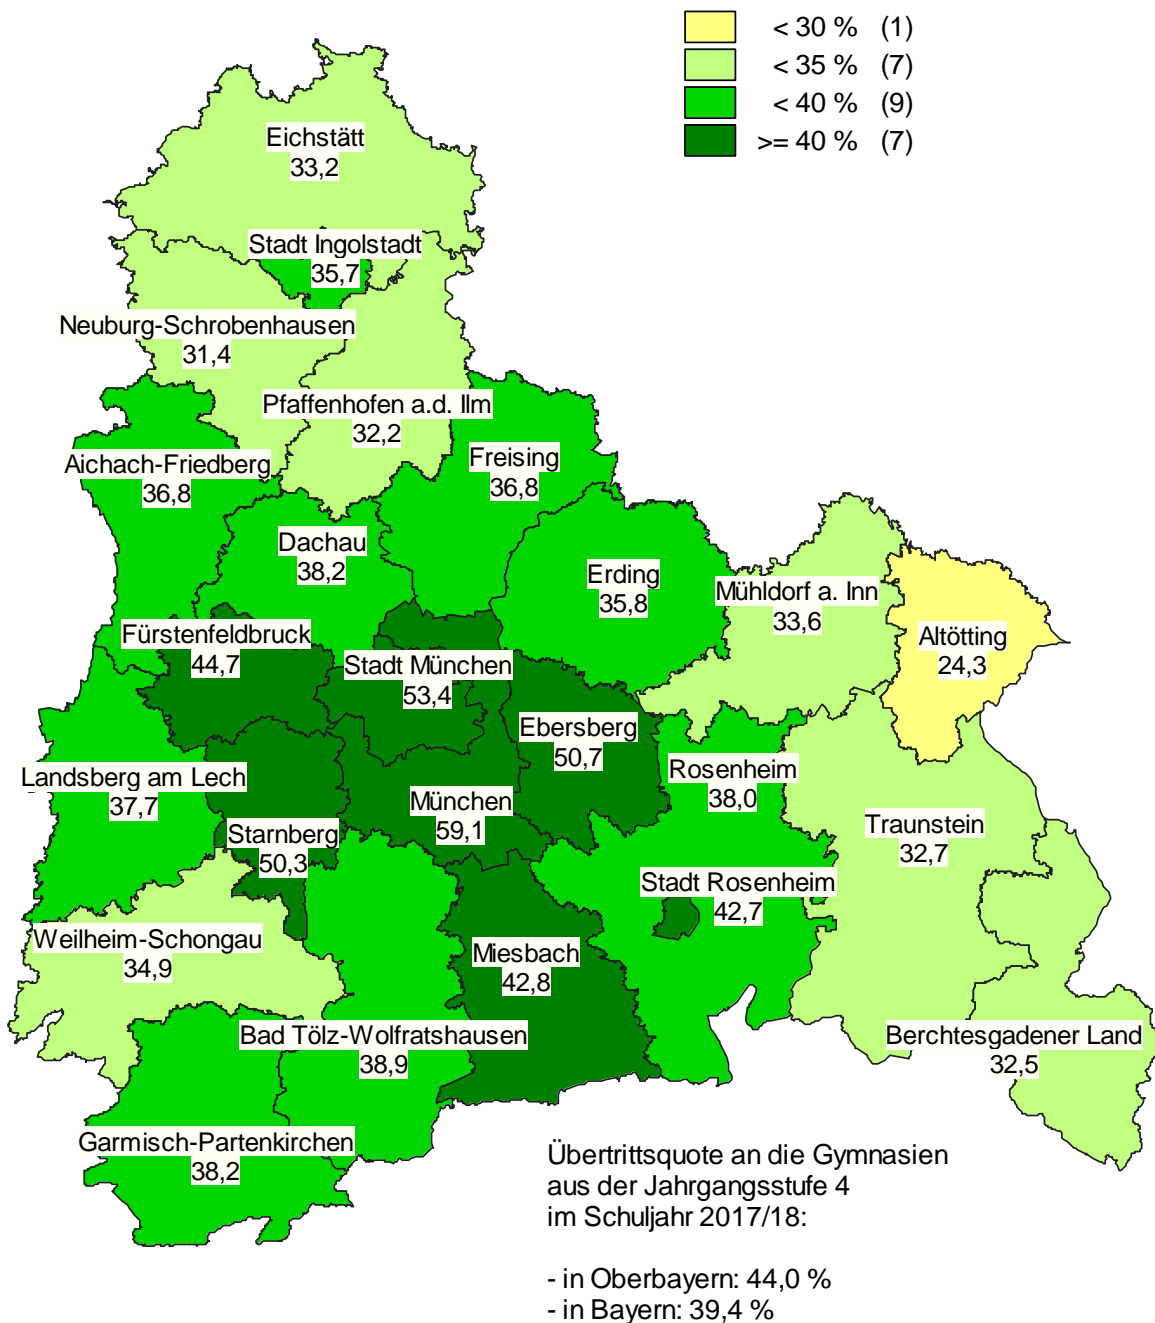 < 30 % (1)
< 35 % (7)
< 40 % (9)
>= 40 % (7)
Eichstätt
33,2
Stadt Ingolstadt
35,7
Neuburg-Schrobenhausen
31,4
Pfaffenhofen a.d. Ilm
32,2
Aichach-Friedberg
36,8
Freising
36,8
Dachau
38,2
Erding
35,8
Mühldorf a. Inn
33,6
Altötting
24,3
Fürstenfeldbruck
44,7
Stadt München
53,4
Ebersberg
50,7
Landsberg am Lech
37,7
München
59,1
Rosenheim
38,0
Starnberg
50,3
Traunstein
32,7
Stadt Rosenheim
42,7
Weilheim-Schongau
34,9
Miesbach
42,8
Bad Tölz-Wolfratshausen
38,9
Berchtesgadener Land
32,5
Garmisch-Partenkirchen
38,2
Übertrittsquote an die Gymnasien
aus der Jahrgangsstufe 4
im Schuljahr 2017/18:
- in Oberbayern: 44,0 %
- in Bayern: 39,4 %